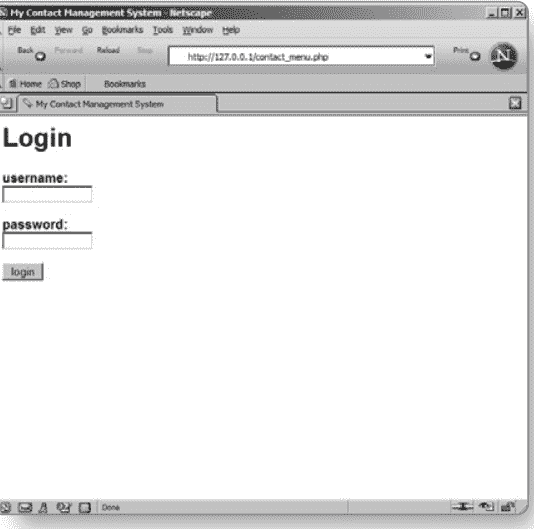 My Contact Management System - Netscape
File Edit View Go Bookmarks Tools Window Help
Back Forward Reload Stop http://127.0.0.1/contact_menu.php Print N
Home Shop Bookmarks
My Contact Management System
Login
username:
password:
login
Done